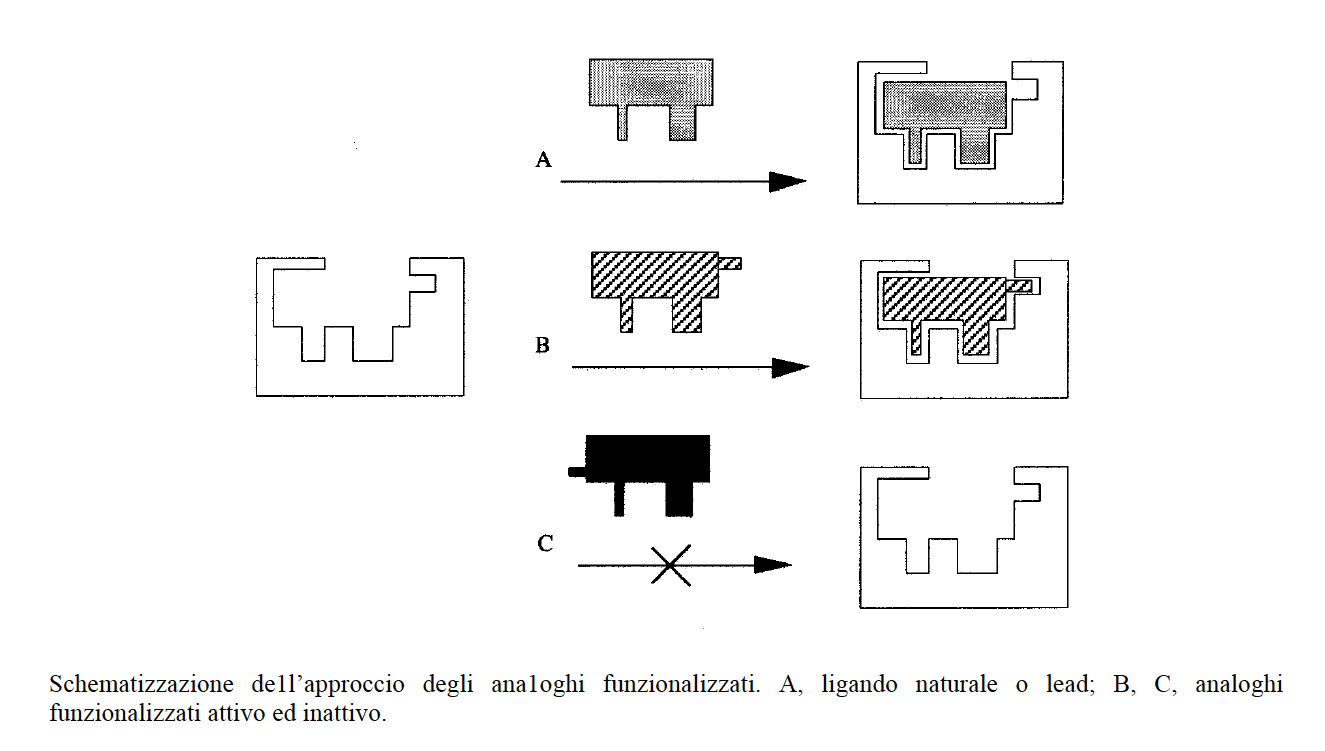 A
B
C
Schematizzazione de1l’approccio degli ana1oghi funzionalizzati. A, ligando naturale o lead; B, C, analoghi
funzionalizzati attivo ed inattivo.